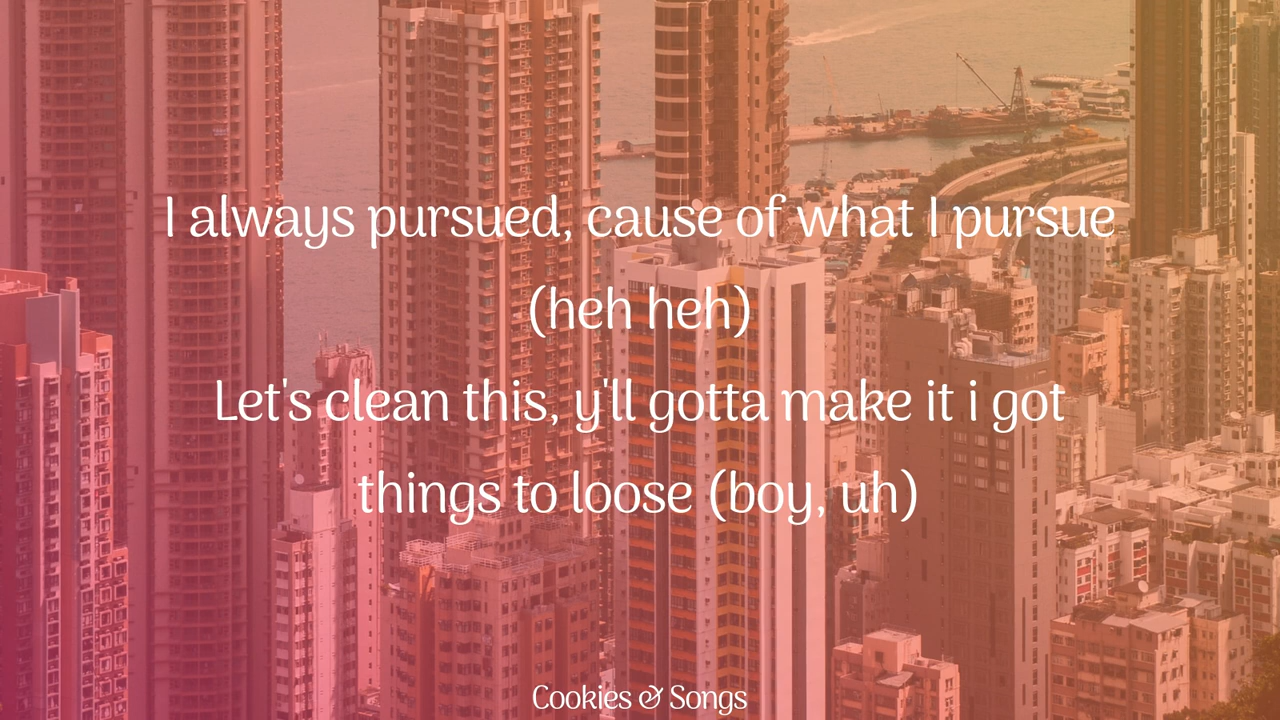 I always pursued, cause of what I pursue
(heh heh)
Let's clean this, y'll gotta make it i got
things to loose (boy, uh)
Cookies & Songs